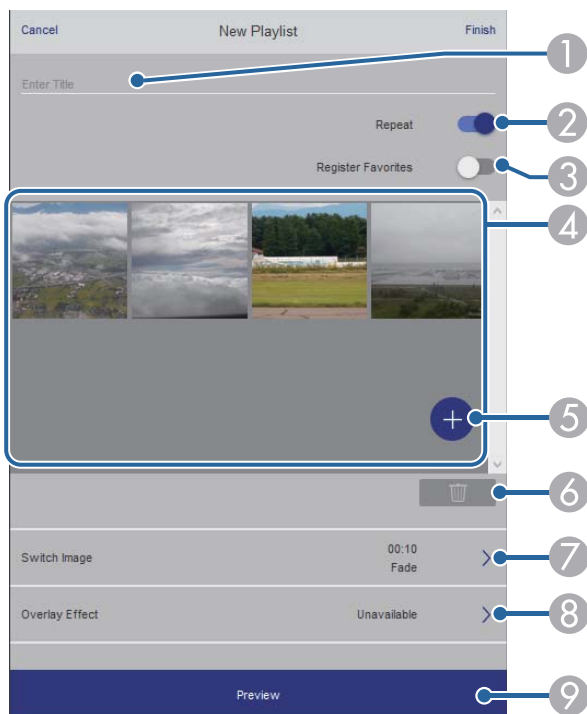 Cancel New Playlist Finish
Enter Title
1
Repeat
2
Register Favorites
3
4
+
5
6
Switch Image 00:10
Fade
7
Overlay Effect Unavailable
8
Preview
9